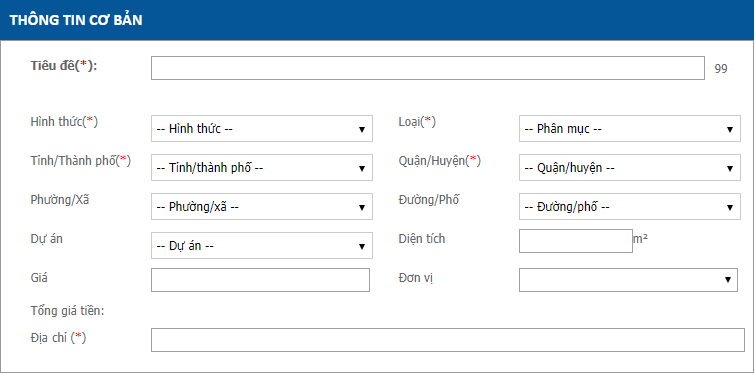 THÔNG TIN CƠ BẢN
Tiêu đề(*): 99
Hình thức(*) -- Hình thức -- Loại(*) -- Phân mục --
Tỉnh/Thành phố(*) -- Tỉnh/thành phố -- Quận/Huyện(*) -- Quận/huyện --
Phường/Xã -- Phường/xã -- Đường/Phố -- Đường/phố --
Dự án -- Dự án -- Diện tích m²
Giá Đơn vị
Tổng giá tiền:
Địa chỉ (*)